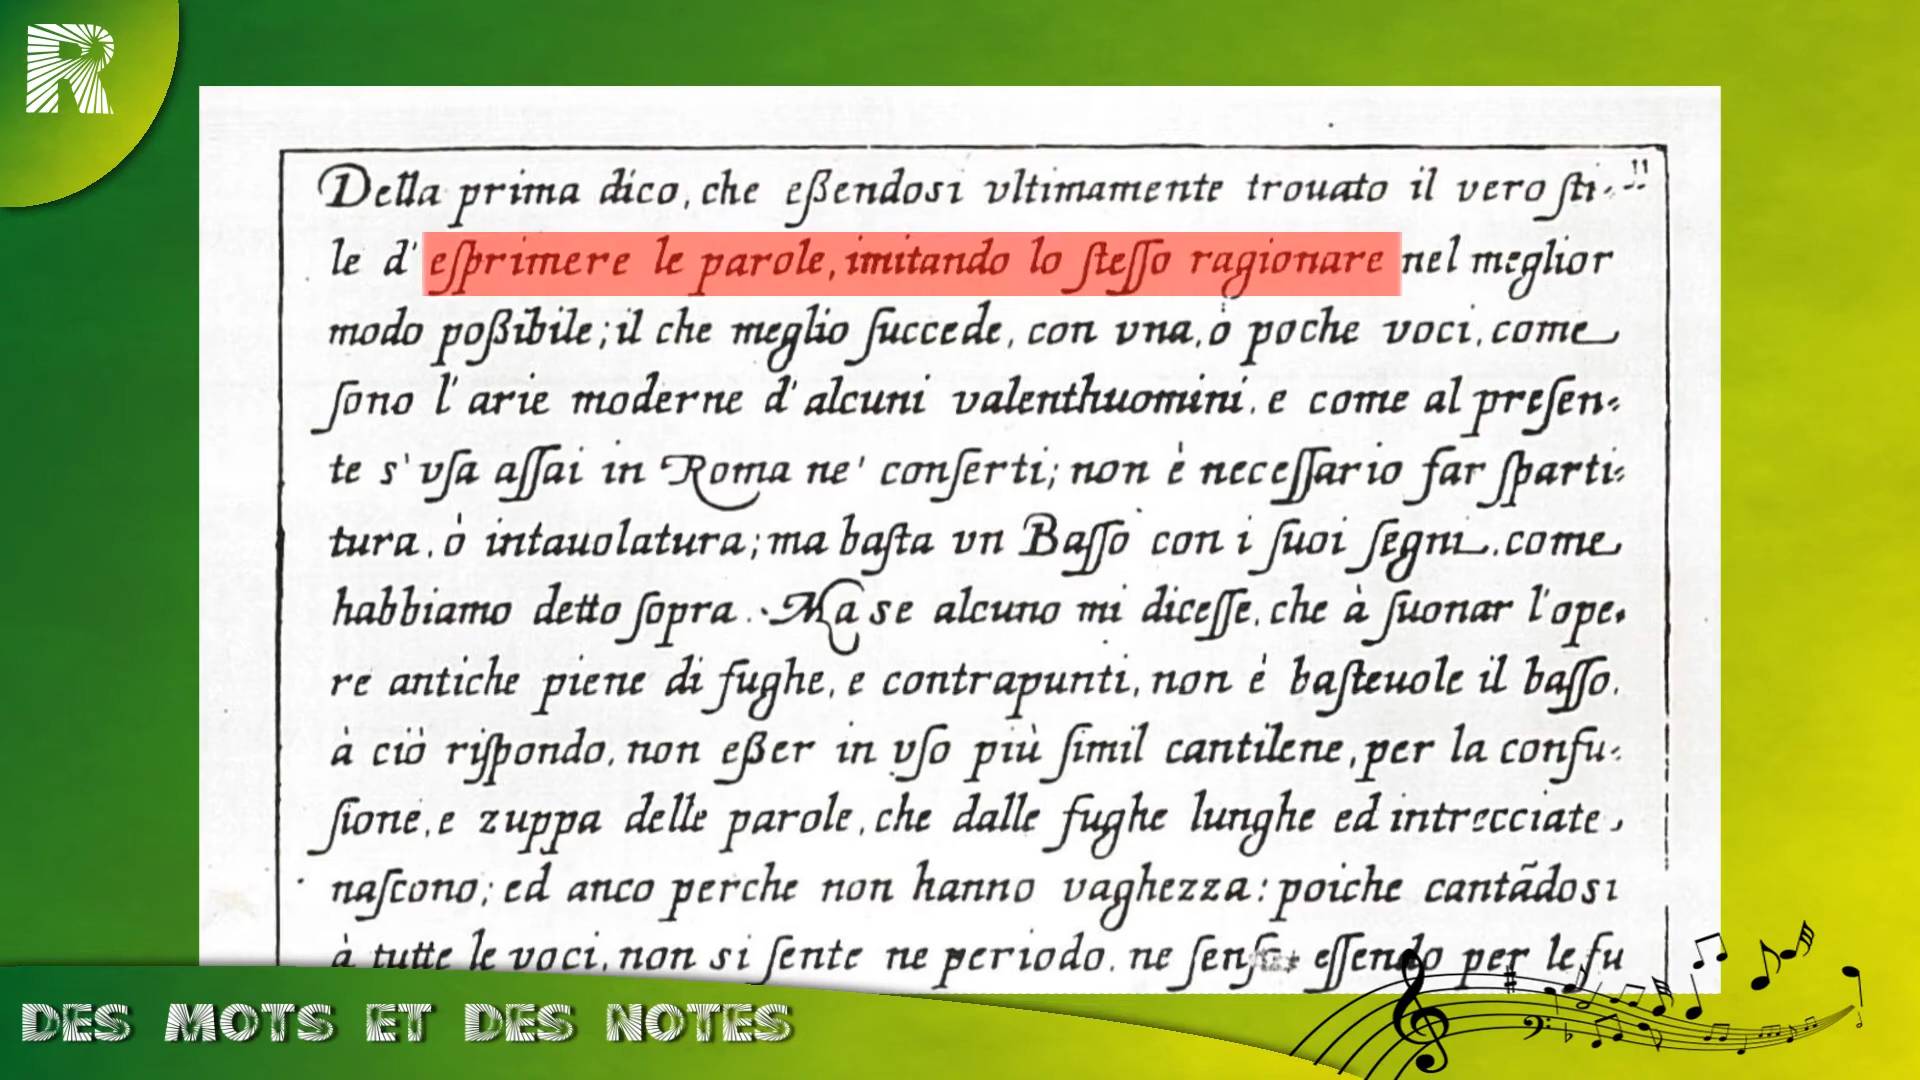 R
Della prima dico, che eßendosi vltimamente trouato il vero ſti-
le d' eſprimere le parole, imitando lo ſteſſo ragionare nel meglior
modo poßibile; il che meglio ſuccede, con vna, ò poche voci, come
ſono l' arie moderne d' alcuni valenthuomini, e come al preſen-
te s' vſa aſſai in Roma ne' conſerti; non è neceſſario far ſparti-
tura, ò intauolatura; ma baſta vn Baſſo con i ſuoi ſegni, come
habbiamo detto ſopra. Ma se alcuno mi diceſſe, che à ſuonar l'ope-
re antiche piene di fughe, e contrapunti, non è baſteuole il baſſo,
à ciò riſpondo, non eßer in vſo più ſimil cantilene, per la confu-
ſione, e zuppa delle parole, che dalle fughe lunghe ed intrecciate
naſcono; ed anco perche non hanno vaghezza: poiche cantãdosi
à tutte le voci, non si ſente ne periodo, ne eſſendo per le fu
DES MOTS ET DES NOTES